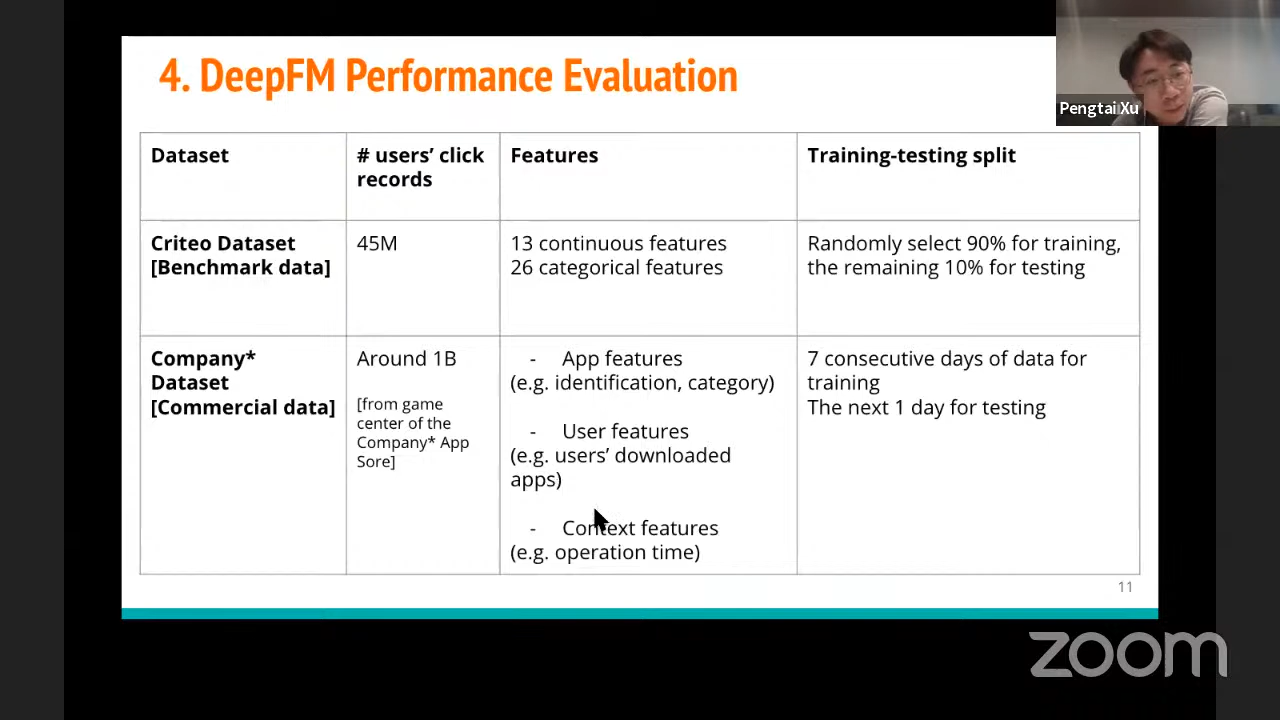 4. DeepFM Performance Evaluation
Pengtai Xu
Dataset
# users’ click
records
Features
Training-testing split
Criteo Dataset
[Benchmark data]
45M
13 continuous features
26 categorical features
Randomly select 90% for training,
the remaining 10% for testing
Company*
Dataset
[Commercial data]
Around 1B
[from game
center of the
Company* App
Sore]
- App features
(e.g. identification, category)
- User features
(e.g. users’ downloaded
apps)
- Context features
(e.g. operation time)
7 consecutive days of data for
training
The next 1 day for testing
11
zoom